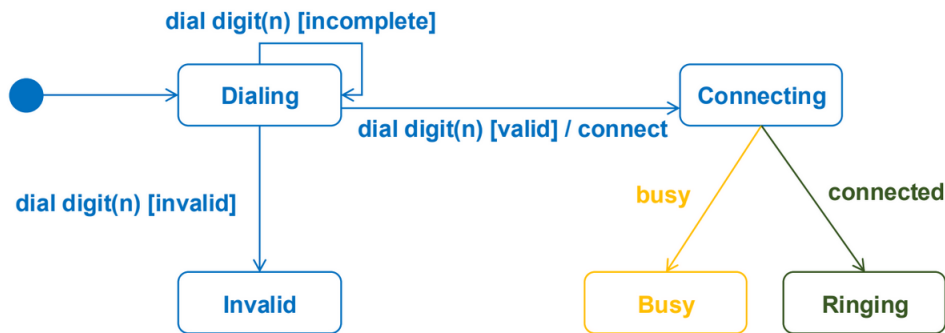 dial digit(n) [incomplete]
Dialing
Connecting
dial digit(n) [valid] / connect
dial digit(n) [invalid]
busy
connected
Invalid
Busy
Ringing